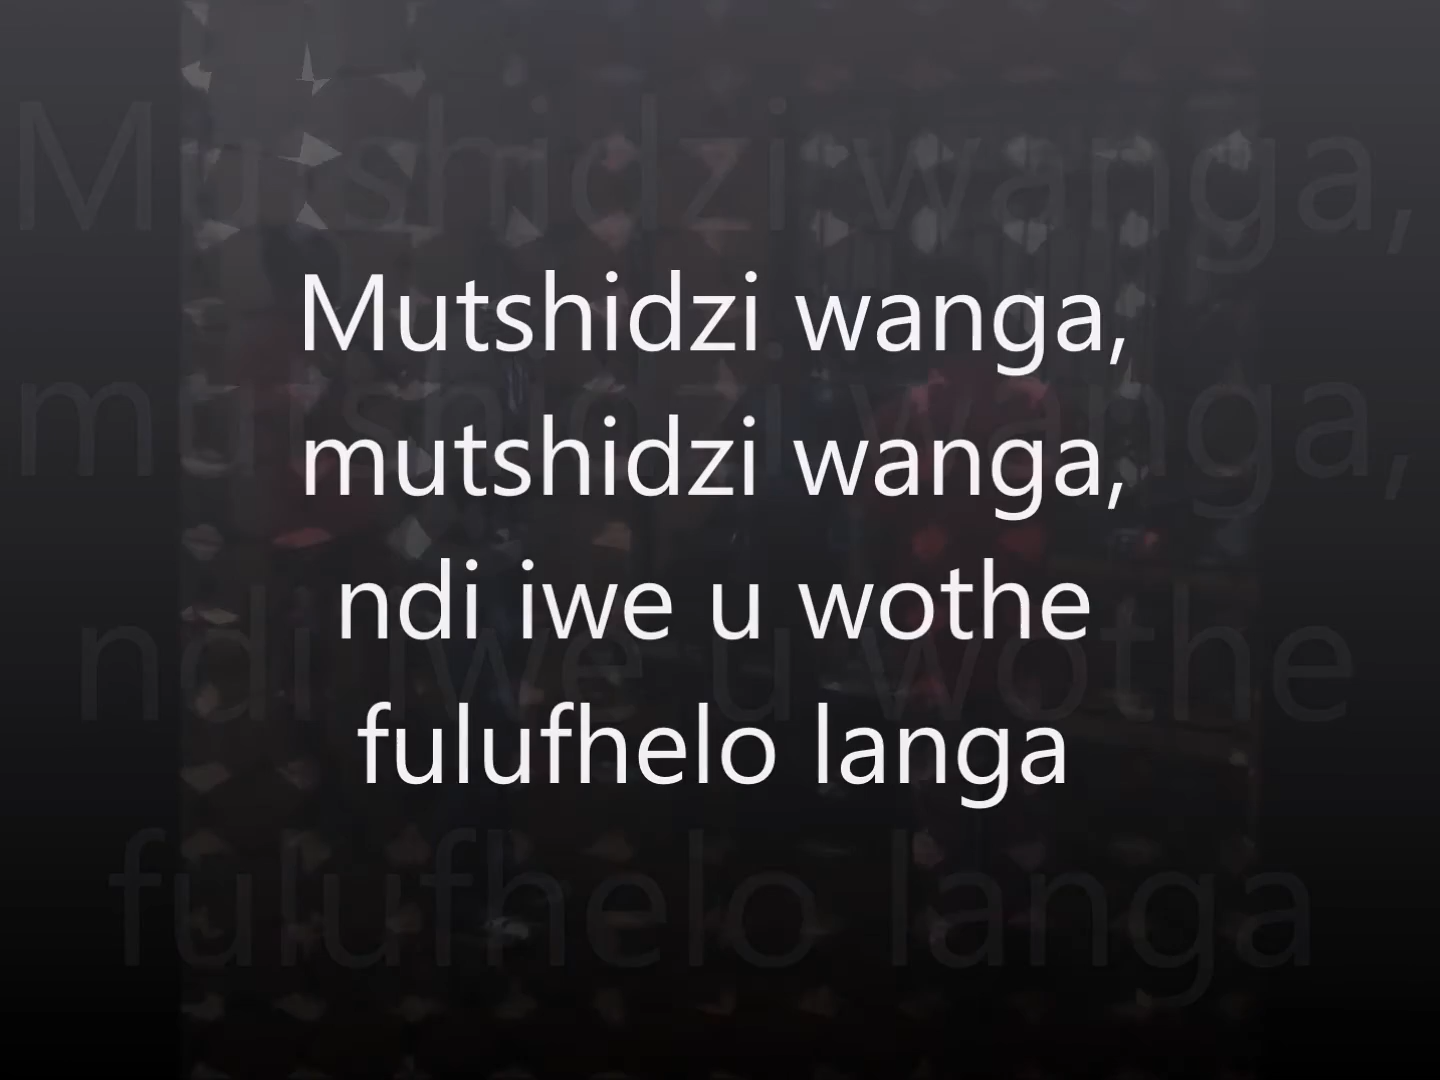 Mutshidzi wanga,
mutshidzi wanga,
ndi iwe u wothe
fulufhelo langa